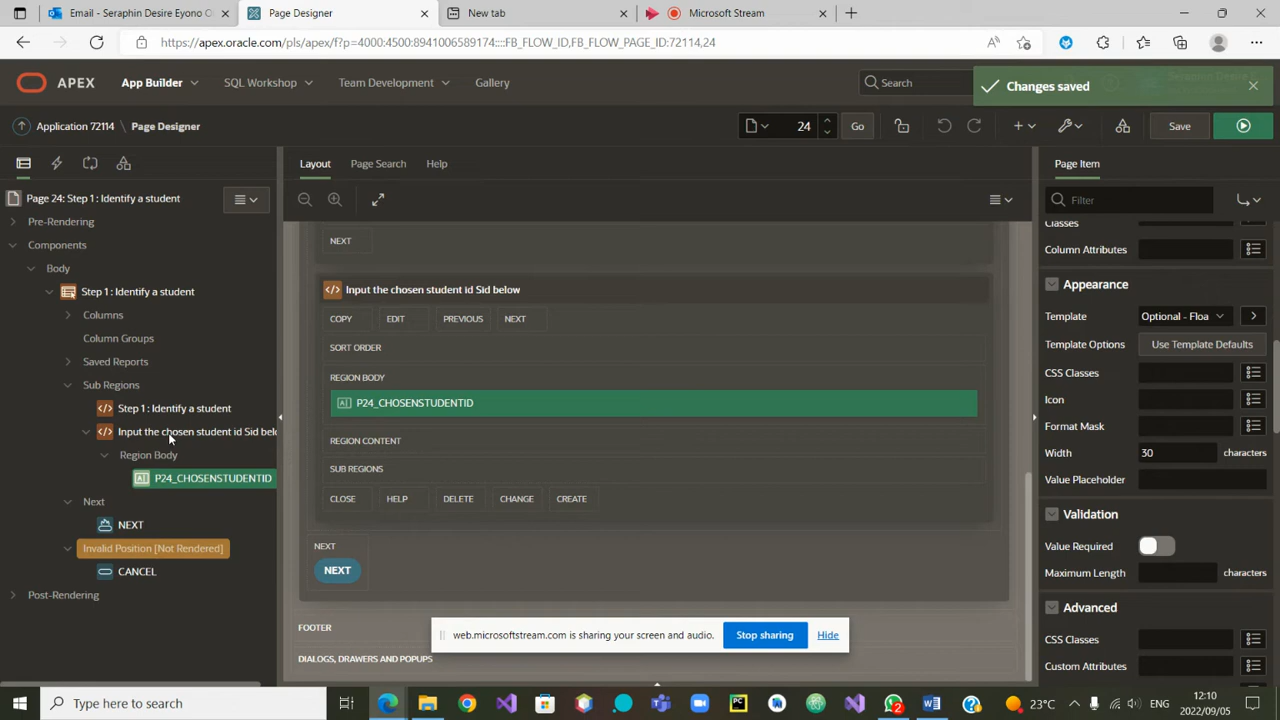 Email - Seraphin Desire Eyono O
Page Designer
New tab
Microsoft Stream
https://apex.oracle.com/pls/apex/f?p=4000:4500:8941006589174::::FB_FLOW_ID,FB_FLOW_PAGE_ID:72114,24
APEX
App Builder
SQL Workshop
Team Development
Gallery
Search
Changes saved
Application 72114
Page Designer
24
Go
Save
Layout
Page Search
Help
Page Item
Page 24: Step 1 : Identify a student
Filter
Pre-Rendering
Components
Body
Step 1 : Identify a student
Columns
Column Groups
Saved Reports
Sub Regions
Step 1 : Identify a student
Input the chosen student id Sid belo
Region Body
P24_CHOSENSTUDENTID
Next
NEXT
Invalid Position [Not Rendered]
CANCEL
Post-Rendering
NEXT
Input the chosen student id Sid below
COPY
EDIT
PREVIOUS
NEXT
SORT ORDER
REGION BODY
P24_CHOSENSTUDENTID
REGION CONTENT
SUB REGIONS
CLOSE
HELP
DELETE
CHANGE
CREATE
NEXT
NEXT
FOOTER
DIALOGS, DRAWERS AND POPUPS
Classes
Column Attributes
Appearance
Template
Optional - Floa
Template Options
Use Template Defaults
CSS Classes
Icon
Format Mask
Width
30
characters
Value Placeholder
Validation
Value Required
Maximum Length
characters
Advanced
CSS Classes
Custom Attributes
web.microsoftstream.com is sharing your screen and audio.
Stop sharing
Hide
Type here to search
23°C
ENG
12:10
2022/09/05